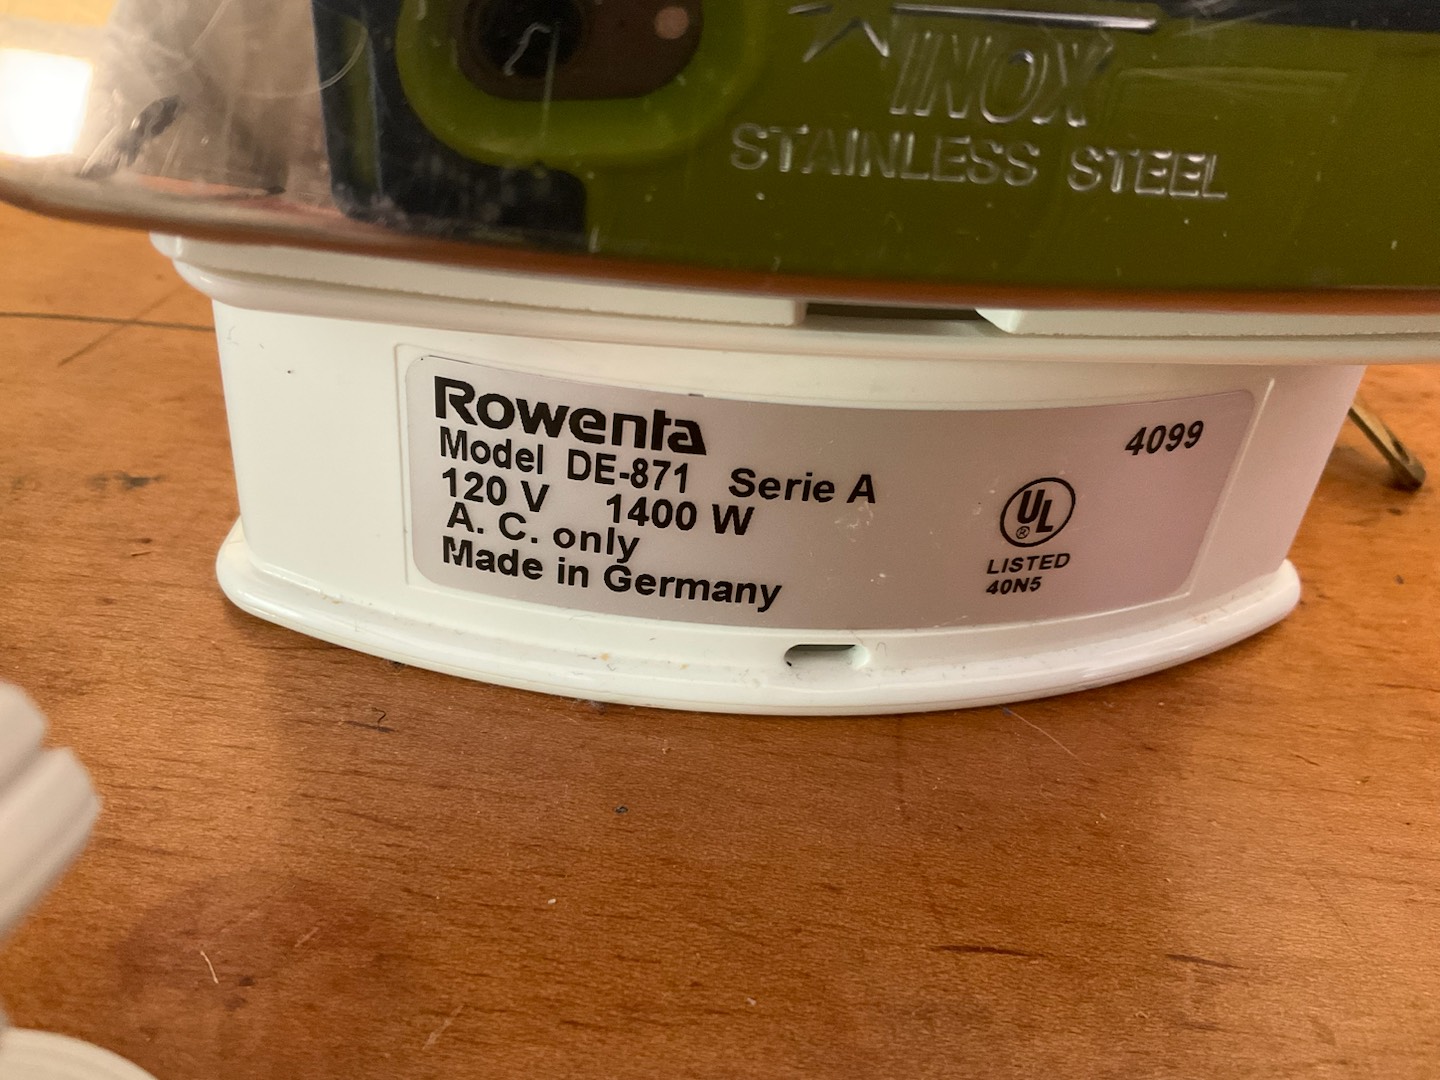 INOX
STAINLESS STEEL
Rowenta
4099
Model DE-871 Serie A
120 V 1400 W
A. C. only
Made in Germany
UL
®
LISTED
40N5